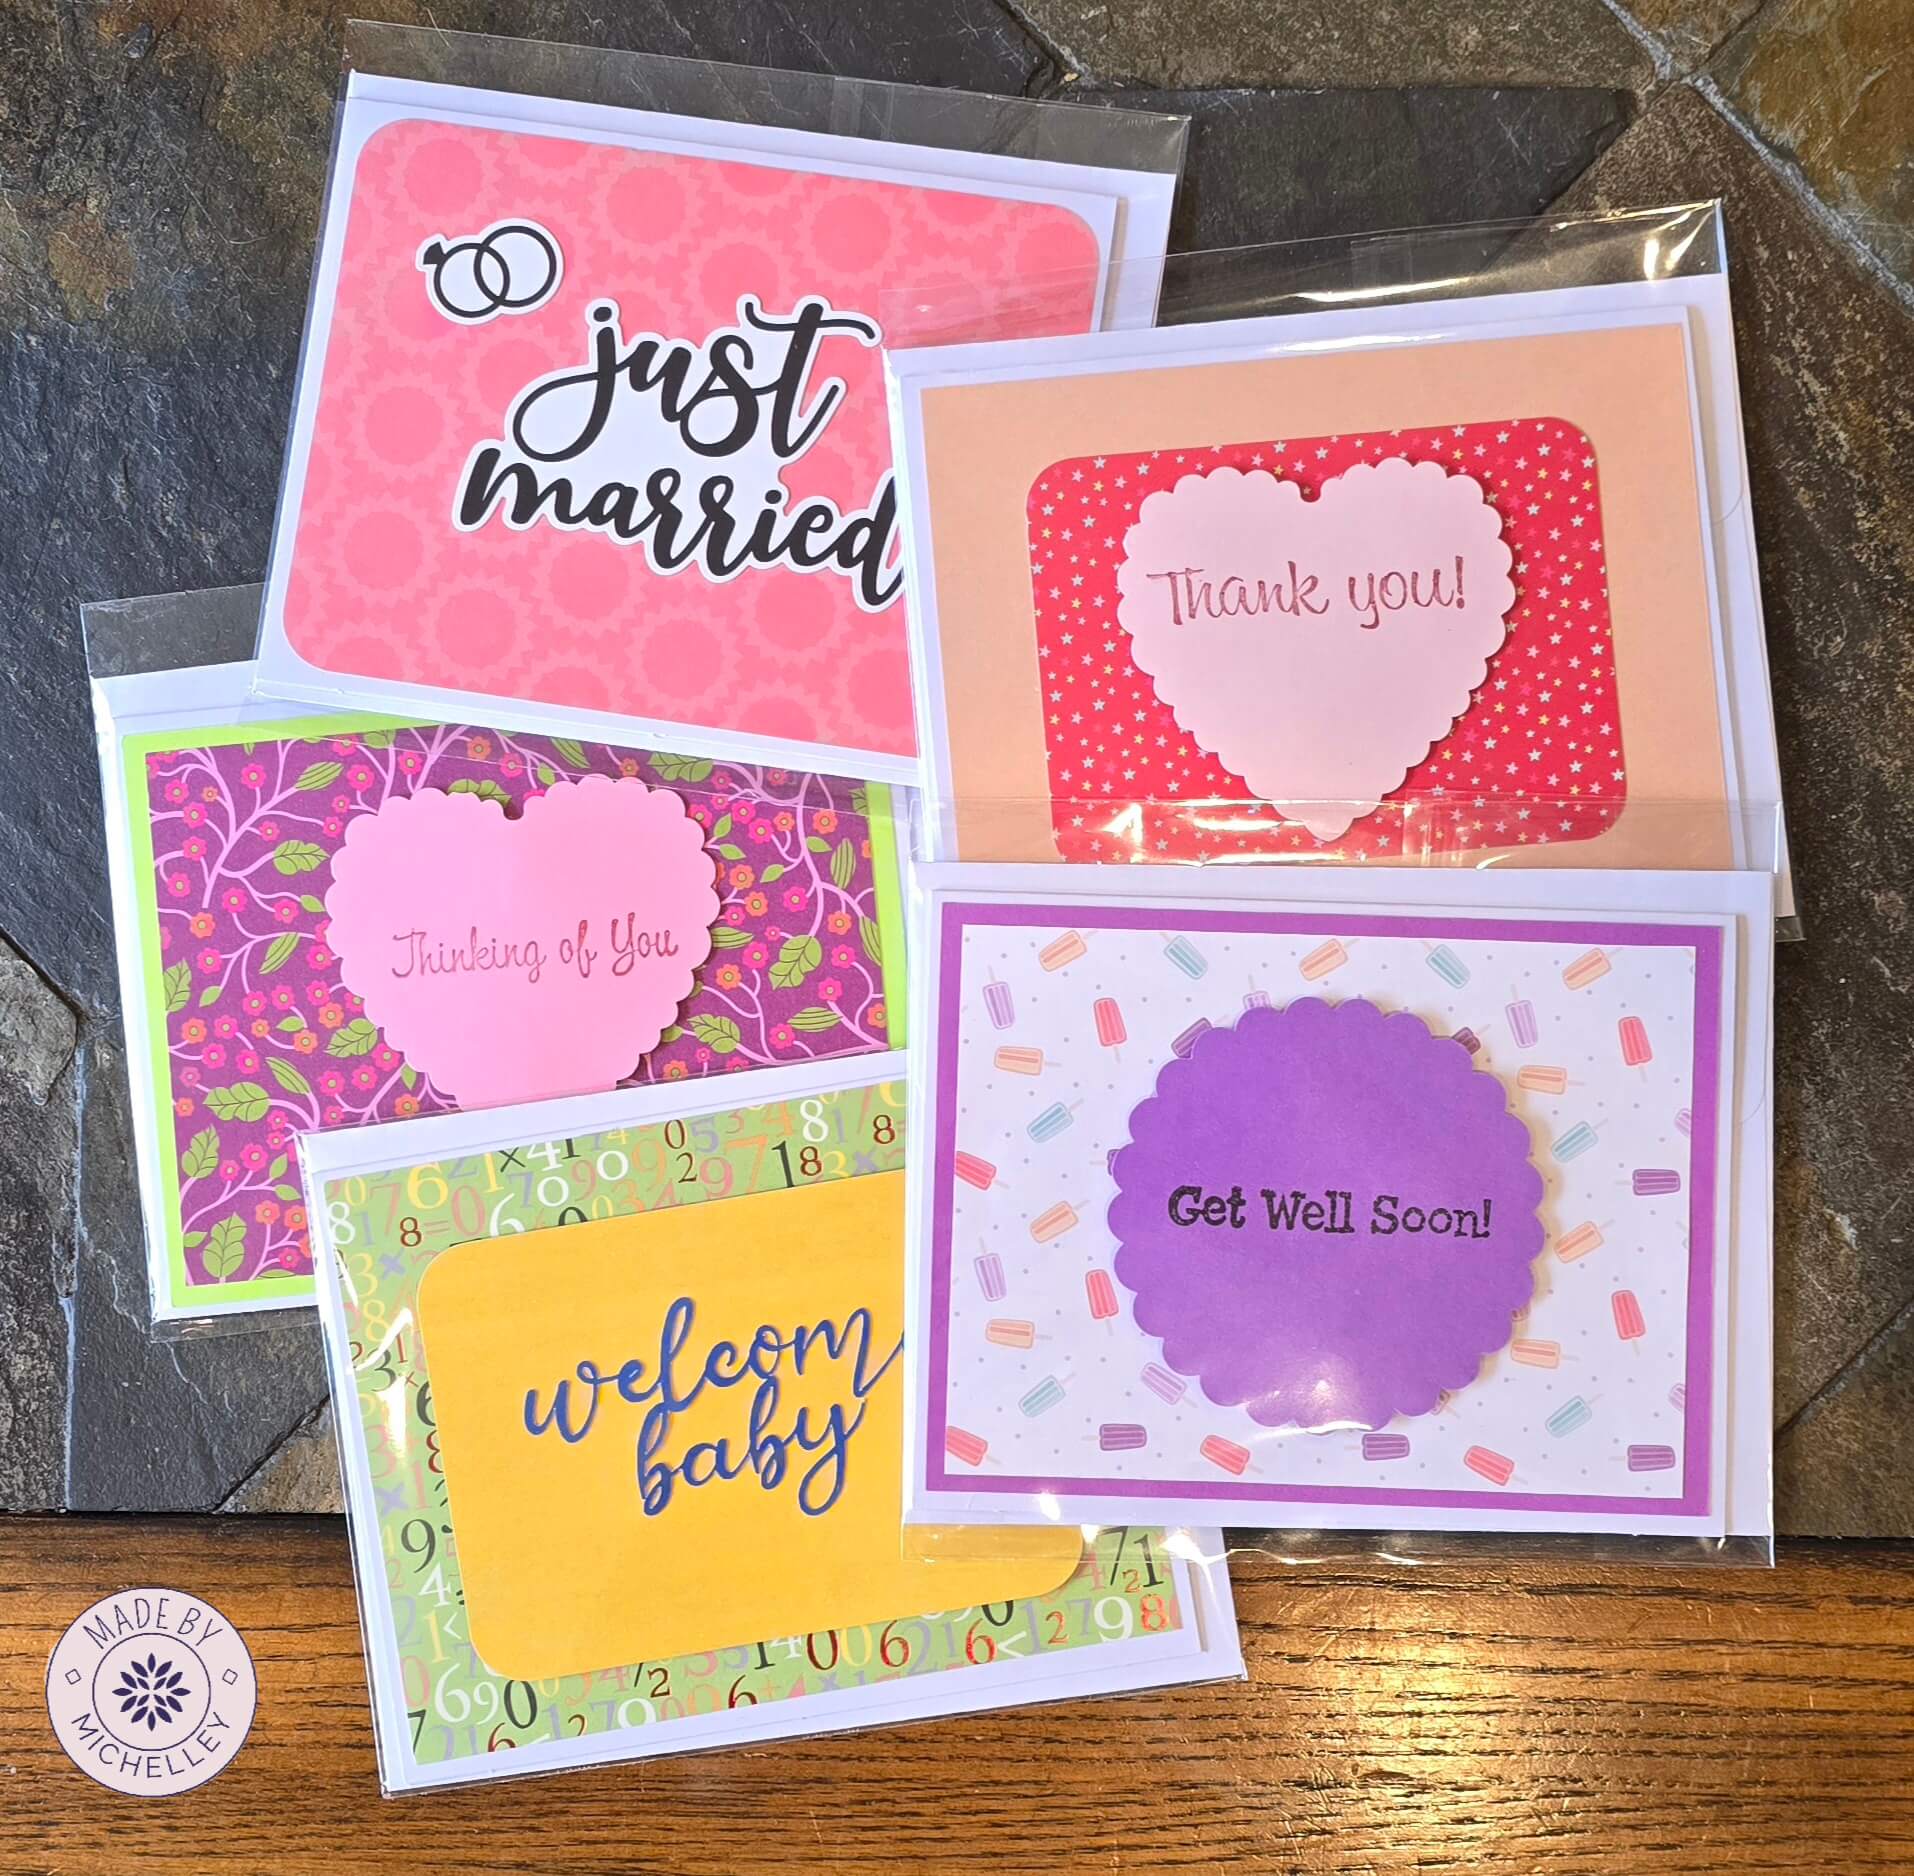 just
married
Thank you!
Thinking of You
Get Well Soon!
welcom
baby
MADE BY
MICHELLEY